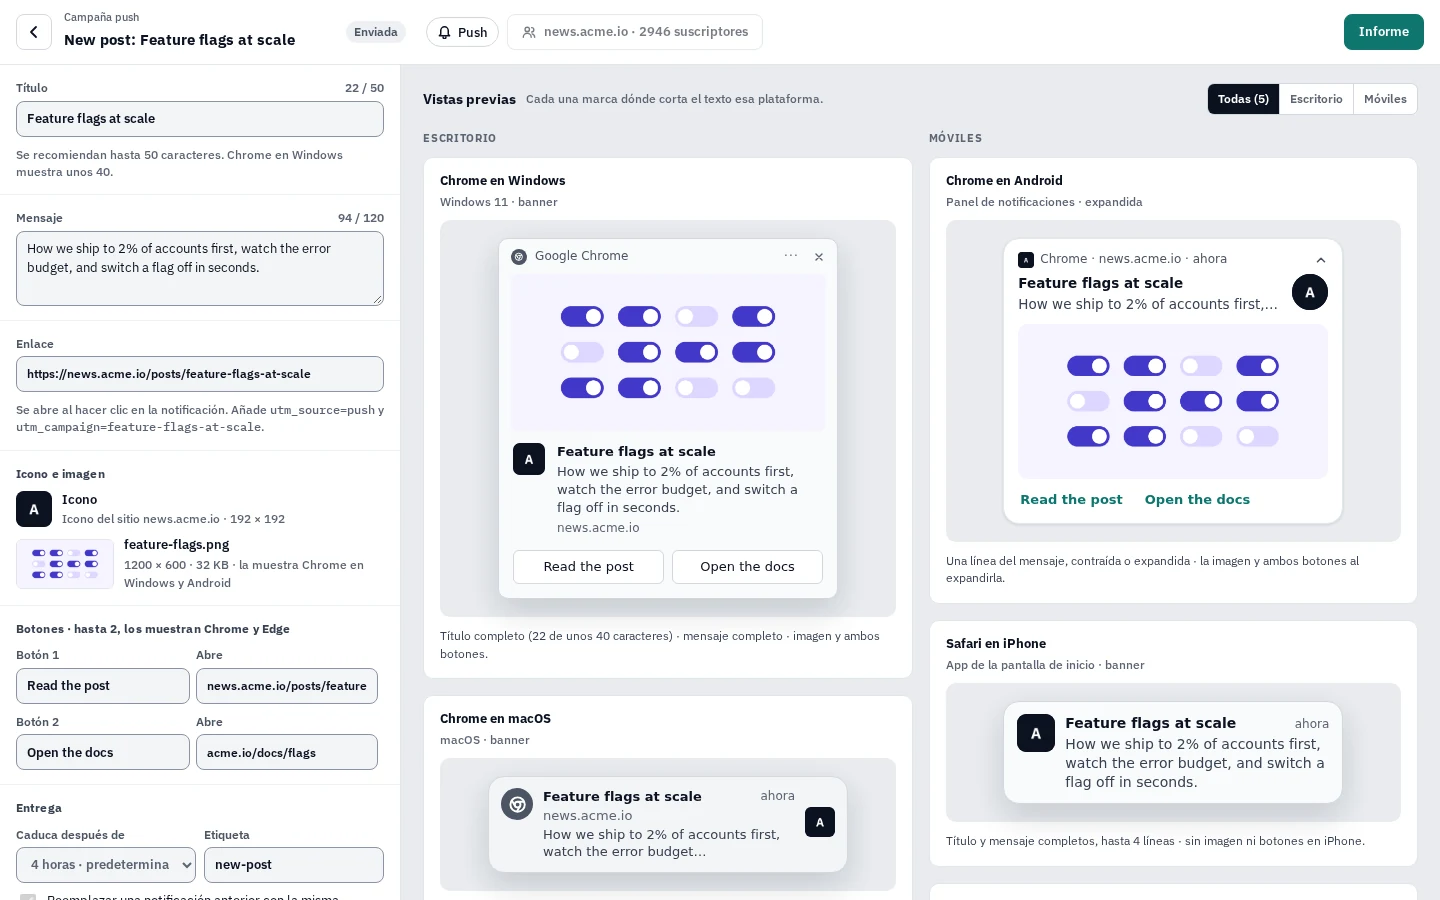 Campaña push
New post: Feature flags at scale
Enviada
Push
news.acme.io · 2946 suscriptores
Informe
Título
22 / 50
Feature flags at scale
Se recomiendan hasta 50 caracteres. Chrome en Windows
muestra unos 40.
Mensaje
94 / 120
How we ship to 2% of accounts first, watch the error
budget, and switch a flag off in seconds.
Enlace
https://news.acme.io/posts/feature-flags-at-scale
Se abre al hacer clic en la notificación. Añade utm_source=push y
utm_campaign=feature-flags-at-scale.
Icono e imagen
A
Icono
Icono del sitio news.acme.io · 192 × 192
feature-flags.png
1200 × 600 · 32 KB · la muestra Chrome en
Windows y Android
Botones · hasta 2, los muestran Chrome y Edge
Botón 1
Abre
Read the post
news.acme.io/posts/feature
Botón 2
Abre
Open the docs
acme.io/docs/flags
Entrega
Caduca después de
Etiqueta
4 horas · predetermina
new-post
Reemplazar una notificación anterior con la misma
Vistas previas
Cada una marca dónde corta el texto esa plataforma.
Todas (5)
Escritorio
Móviles
ESCRITORIO
Chrome en Windows
Windows 11 · banner
Google Chrome
A
Feature flags at scale
How we ship to 2% of accounts first,
watch the error budget, and switch a
flag off in seconds.
news.acme.io
Read the post
Open the docs
Título completo (22 de unos 40 caracteres) · mensaje completo · imagen y ambos
botones.
Chrome en macOS
macOS · banner
Feature flags at scale
ahora
news.acme.io
How we ship to 2% of accounts first,
watch the error budget…
A
MÓVILES
Chrome en Android
Panel de notificaciones · expandida
A
Chrome · news.acme.io · ahora
Feature flags at scale
How we ship to 2% of accounts first,…
A
Read the post
Open the docs
Una línea del mensaje, contraída o expandida · la imagen y ambos botones al
expandirla.
Safari en iPhone
App de la pantalla de inicio · banner
A
Feature flags at scale
ahora
How we ship to 2% of accounts first,
watch the error budget, and switch a
flag off in seconds.
Título y mensaje completos, hasta 4 líneas · sin imagen ni botones en iPhone.